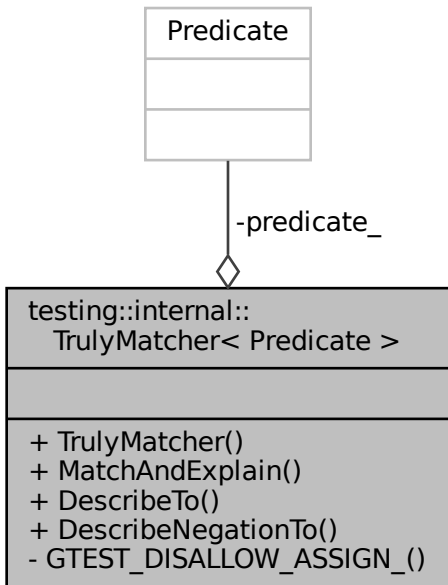 Predicate
-predicate_
testing::internal::
TrulyMatcher< Predicate >
+ TrulyMatcher()
+ MatchAndExplain()
+ DescribeTo()
+ DescribeNegationTo()
- GTEST_DISALLOW_ASSIGN_()